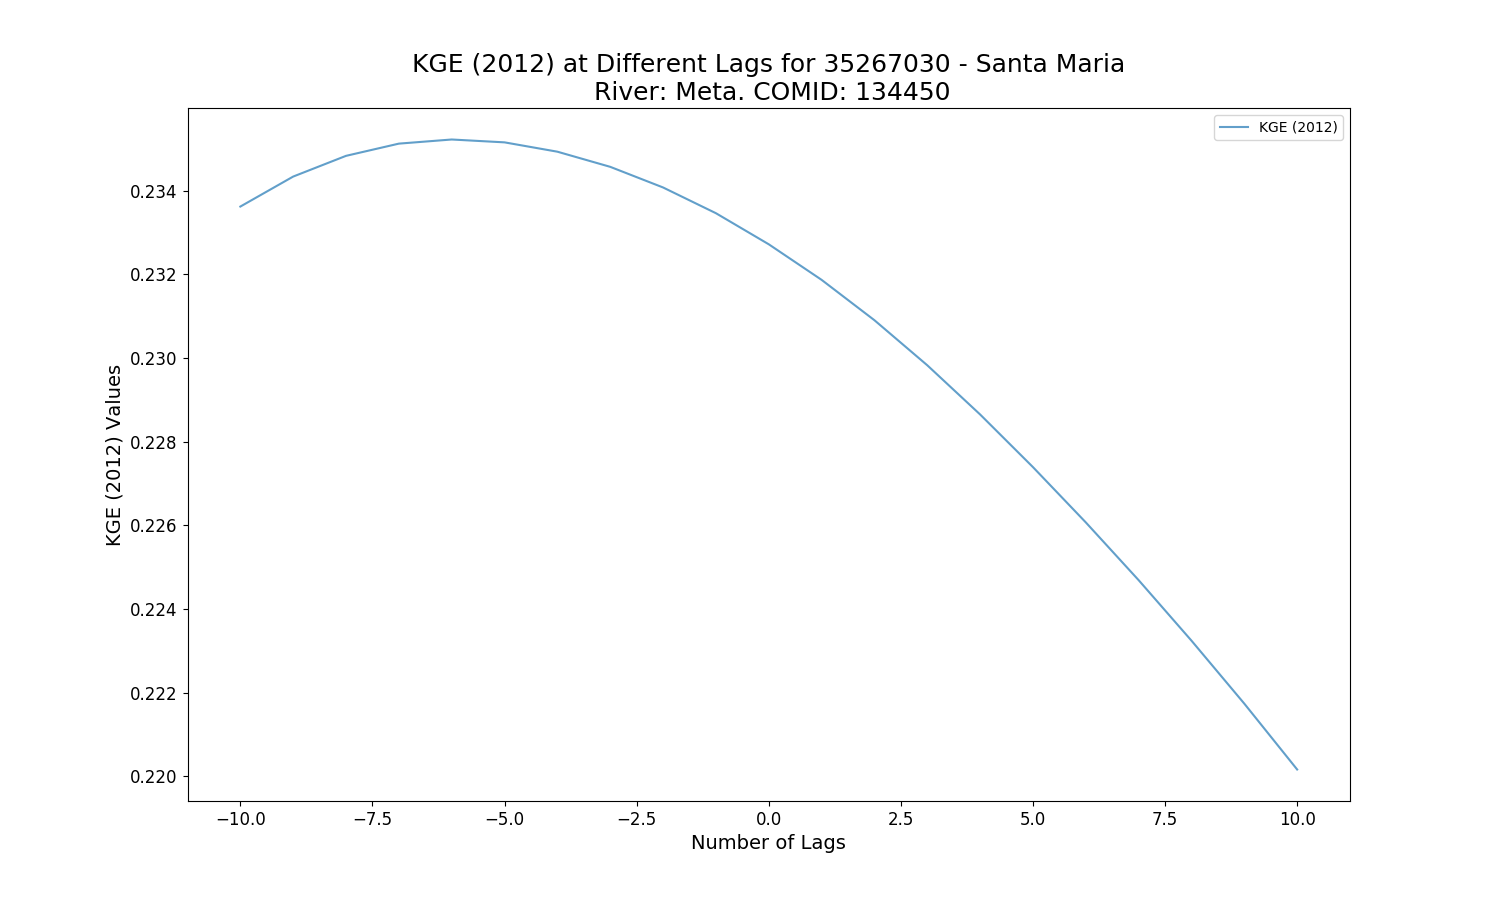 KGE (2012) at Different Lags for 35267030 - Santa Maria
River: Meta. COMID: 134450
KGE (2012)
KGE (2012) Values
0.234
0.232
0.230
0.228
0.226
0.224
0.222
0.220
−10.0 −7.5 −5.0 −2.5 0.0 2.5 5.0 7.5 10.0
Number of Lags